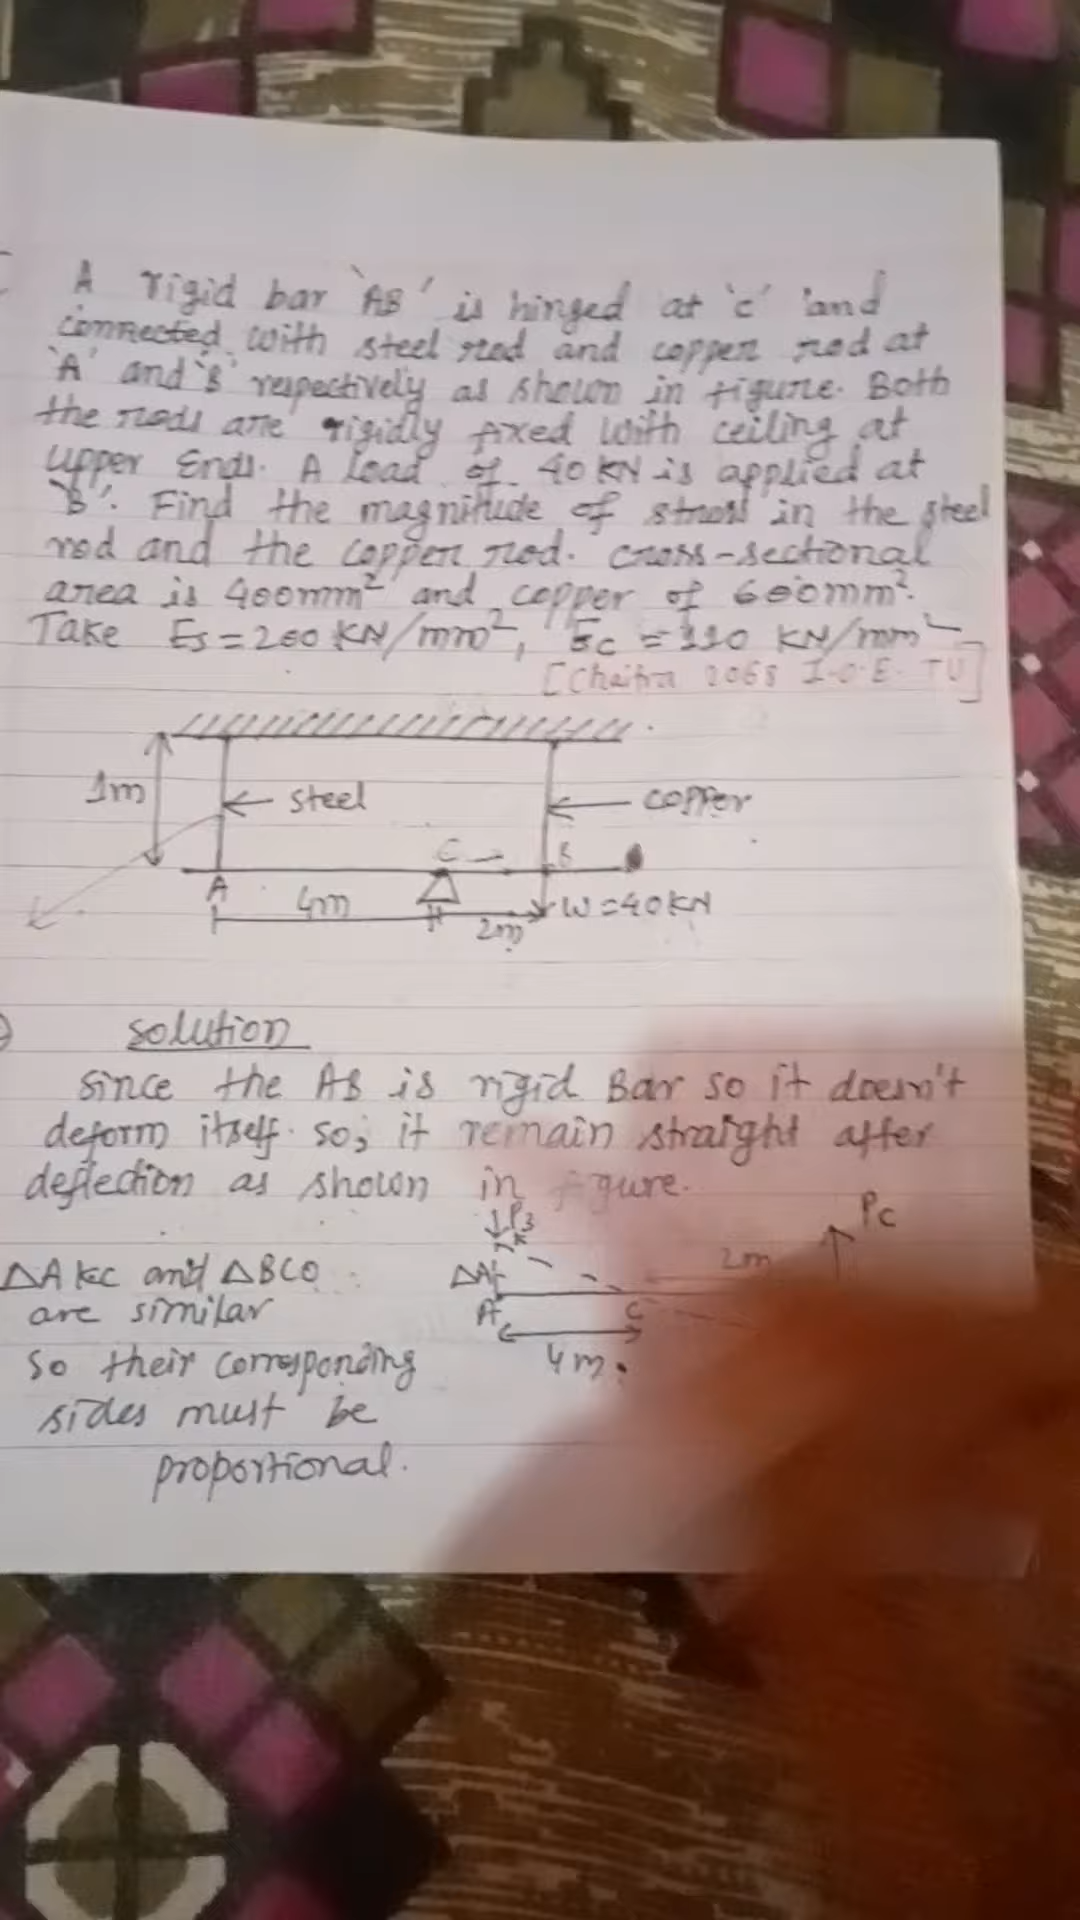 A rigid bar 'AB' is hinged at 'c' and
connected with steel rod and copper rod at
'A' and 'B' respectively as shown in figure. Both
the rods are rigidly fixed with ceiling at
upper Ends. A load of 40 KN is applied at
'B'. Find the magnitude of stress in the steel
rod and the copper rod. cross-sectional
area is 400mm² and copper of 600mm².
Take Es = 200 KN/mm², Ec = 110 KN/mm²
[Chaitra 2068 I.O.E. TU]
1m
steel
copper
C
B
A
4m
2m
W = 40KN
Solution
Since the AB is rigid Bar so it doesn't
deform itself. so, it remain straight after
deflection as shown in figure.
Pc
2m
ΔA
A
C
4m
and ΔBCO
are similar
so their corresponding
sides must be
proportional.